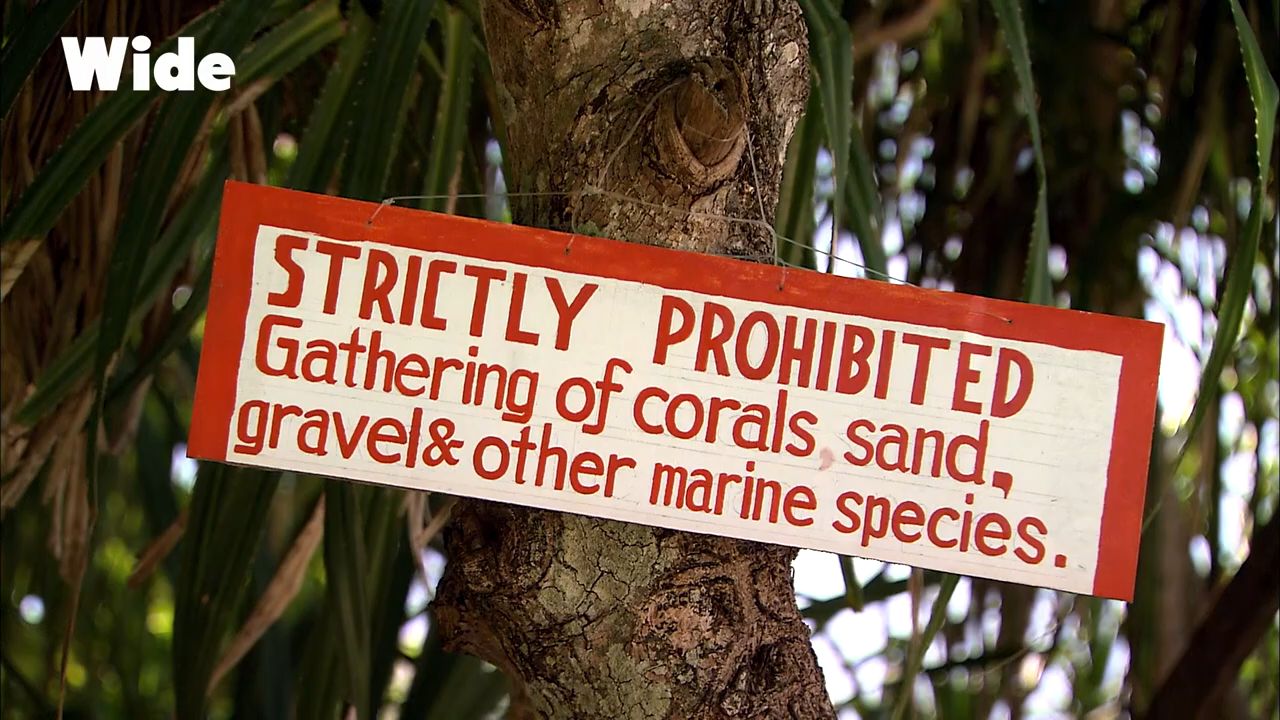 Wide
STRICTLY PROHIBITED
Gathering of corals, sand,
gravel & other marine species.